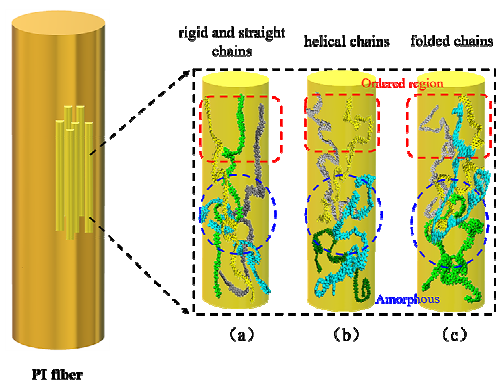 rigid and straight
chains
helical chains
folded chains
Ordered region
Amorphous
(a)
(b)
(c)
PI fiber